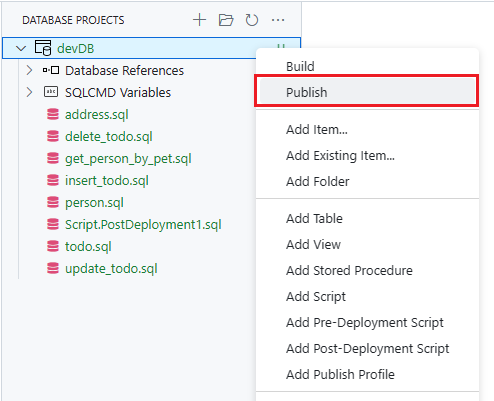 DATABASE PROJECTS
devDB
Database References
SQLCMD Variables
address.sql
delete_todo.sql
get_person_by_pet.sql
insert_todo.sql
person.sql
Script.PostDeployment1.sql
todo.sql
update_todo.sql
Build
Publish
Add Item...
Add Existing Item...
Add Folder
Add Table
Add View
Add Stored Procedure
Add Script
Add Pre-Deployment Script
Add Post-Deployment Script
Add Publish Profile